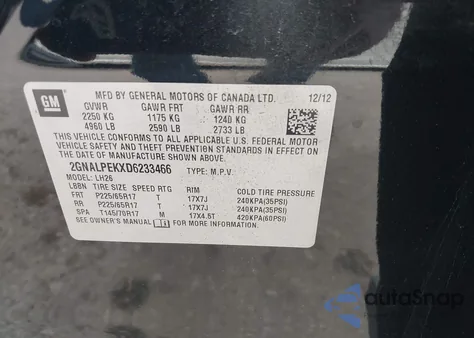 GM
MFD BY GENERAL MOTORS OF CANADA LTD. 12/12
GVWR GAWR FRT GAWR RR
2250 KG 1175 KG 1240 KG
4960 LB 2590 LB 2733 LB
THIS VEHICLE CONFORMS TO ALL APPLICABLE U.S. FEDERAL MOTOR
VEHICLE SAFETY AND THEFT PREVENTION STANDARDS IN EFFECT ON
THE DATE OF MANUFACTURE SHOWN ABOVE.
2GNALPEKXD6233466 TYPE: M.P.V.
MODEL: LH26
LBS TIRE SIZE SPEED RTG RIM COLD TIRE PRESSURE
FRT P225/65R17 T 17X7J 240KPA(35PSI)
RR P225/65R17 T 17X7J 240KPA(35PSI)
SPA T145/70R17 M 17X4.5T 420KPA(60PSI)
SEE OWNER'S MANUAL FOR ADDITIONAL INFORMATION.
autoSnap